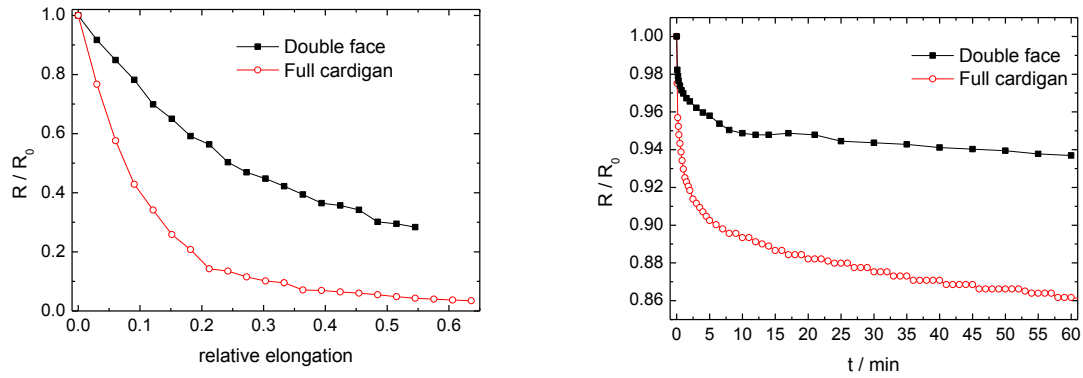 1.0
0.8
0.6
0.4
0.2
0.0
R / R0
Double face
Full cardigan
0.0 0.1 0.2 0.3 0.4 0.5 0.6
relative elongation
1.00
0.98
0.96
0.94
0.92
0.90
0.88
0.86
R / R0
Double face
Full cardigan
0 5 10 15 20 25 30 35 40 45 50 55 60
t / min